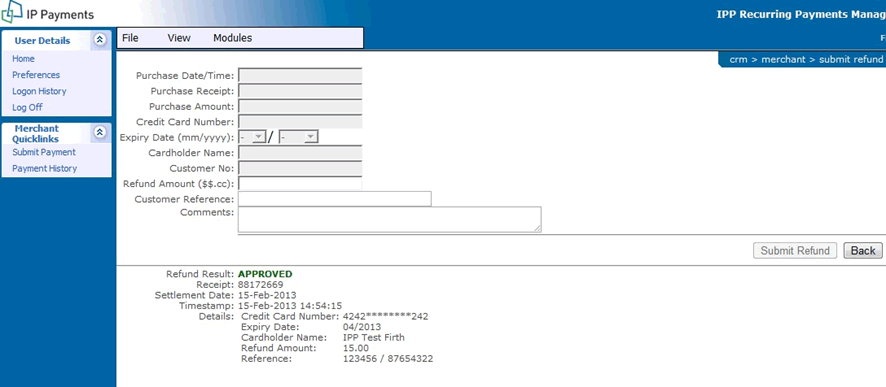 IP Payments
IPP Recurring Payments Manag
User Details
File View Modules
F
Home
crm > merchant > submit refund
Preferences
Logon History
Log Off
Merchant
Quicklinks
Submit Payment
Payment History
Purchase Date/Time:
Purchase Receipt:
Purchase Amount:
Credit Card Number:
Expiry Date (mm/yyyy): - / -
Cardholder Name:
Customer No:
Refund Amount ($$.cc):
Customer Reference:
Comments:
Submit Refund Back
Refund Result: APPROVED
Receipt: 88172669
Settlement Date: 15-Feb-2013
Timestamp: 15-Feb-2013 14:54:15
Details: Credit Card Number: 4242********242
Expiry Date: 04/2013
Cardholder Name: IPP Test Firth
Refund Amount: 15.00
Reference: 123456 / 87654322